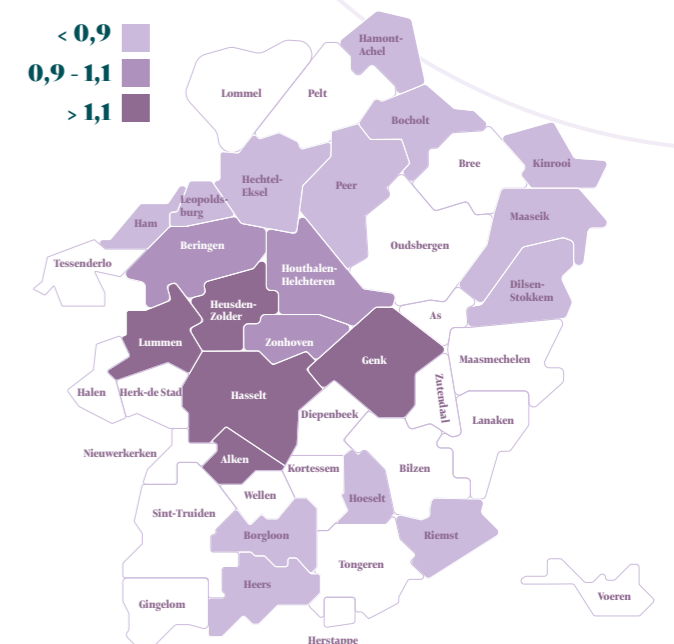 < 0,9
0,9 - 1,1
> 1,1
Hamont-
Achel
Lommel
Pelt
Bocholt
Bree
Kinrooi
Hechtel-
Eksel
Peer
Leopolds-
burg
Ham
Maaseik
Beringen
Oudsbergen
Tessenderlo
Houthalen-
Helchteren
Dilsen-
Stokkem
Heusden-
Zolder
As
Lummen
Zonhoven
Genk
Maasmechelen
Halen
Herk-de Stad
Hasselt
Zutendaal
Diepenbeek
Lanaken
Nieuwerkerken
Alken
Kortessem
Bilzen
Wellen
Hoeselt
Sint-Truiden
Borgloon
Riemst
Tongeren
Heers
Gingelom
Voeren
Herstappe